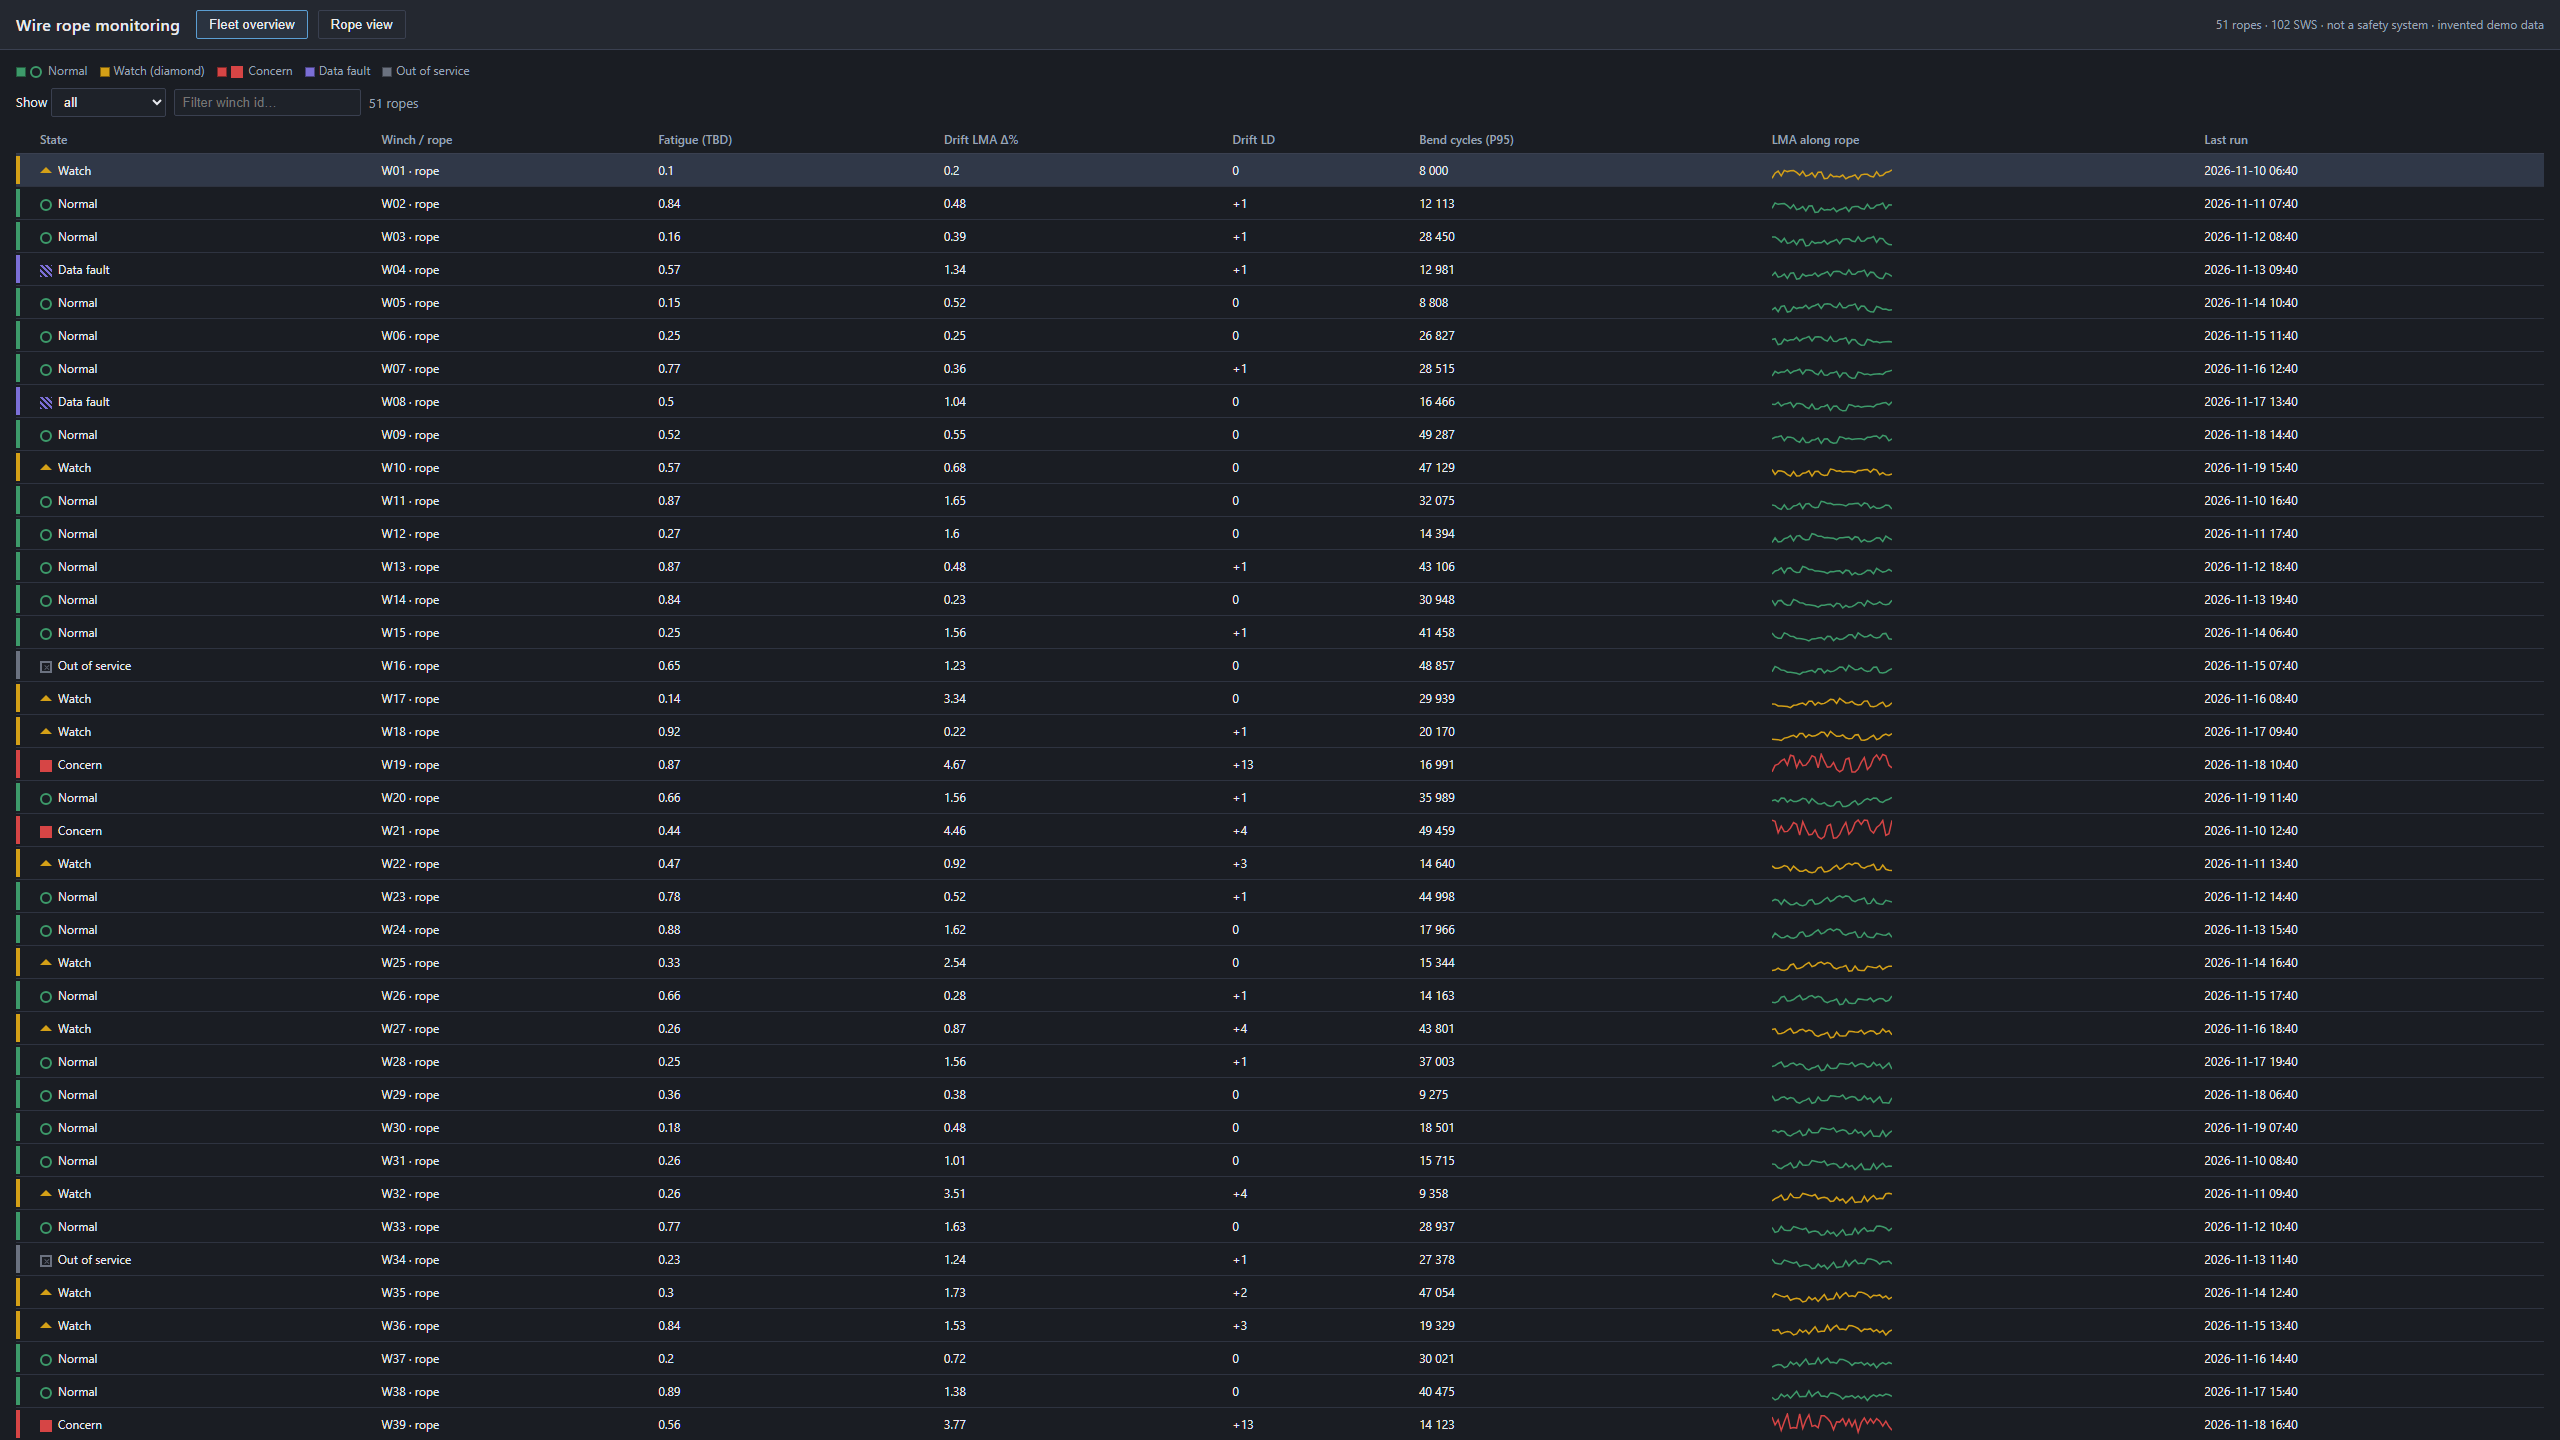 Wire rope monitoring Fleet overview Rope view 51 ropes · 102 SWS · not a safety system · invented demo data
Normal Watch (diamond) Concern Data fault Out of service
Show all Filter winch id... 51 ropes
State Winch / rope Fatigue (TBD) Drift LMA Δ% Drift LD Bend cycles (P95) LMA along rope Last run
Watch W01 · rope 0.1 0.2 0 8 000 2026-11-10 06:40
Normal W02 · rope 0.84 0.48 +1 12 113 2026-11-11 07:40
Normal W03 · rope 0.16 0.39 +1 28 450 2026-11-12 08:40
Data fault W04 · rope 0.57 1.34 +1 12 981 2026-11-13 09:40
Normal W05 · rope 0.15 0.52 0 8 808 2026-11-14 10:40
Normal W06 · rope 0.25 0.25 0 26 827 2026-11-15 11:40
Normal W07 · rope 0.77 0.36 +1 28 515 2026-11-16 12:40
Data fault W08 · rope 0.5 1.04 0 16 466 2026-11-17 13:40
Normal W09 · rope 0.52 0.55 0 49 287 2026-11-18 14:40
Watch W10 · rope 0.57 0.68 0 47 129 2026-11-19 15:40
Normal W11 · rope 0.87 1.65 0 32 075 2026-11-10 16:40
Normal W12 · rope 0.27 1.6 0 14 394 2026-11-11 17:40
Normal W13 · rope 0.87 0.48 +1 43 106 2026-11-12 18:40
Normal W14 · rope 0.84 0.23 0 30 948 2026-11-13 19:40
Normal W15 · rope 0.25 1.56 +1 41 458 2026-11-14 06:40
Out of service W16 · rope 0.65 1.23 0 48 857 2026-11-15 07:40
Watch W17 · rope 0.14 3.34 0 29 939 2026-11-16 08:40
Watch W18 · rope 0.92 0.22 +1 20 170 2026-11-17 09:40
Concern W19 · rope 0.87 4.67 +13 16 991 2026-11-18 10:40
Normal W20 · rope 0.66 1.56 +1 35 989 2026-11-19 11:40
Concern W21 · rope 0.44 4.46 +4 49 459 2026-11-10 12:40
Watch W22 · rope 0.47 0.92 +3 14 640 2026-11-11 13:40
Normal W23 · rope 0.78 0.52 +1 44 998 2026-11-12 14:40
Normal W24 · rope 0.88 1.62 0 17 966 2026-11-13 15:40
Watch W25 · rope 0.33 2.54 0 15 344 2026-11-14 16:40
Normal W26 · rope 0.66 0.28 +1 14 163 2026-11-15 17:40
Watch W27 · rope 0.26 0.87 +4 43 801 2026-11-16 18:40
Normal W28 · rope 0.25 1.56 +1 37 003 2026-11-17 19:40
Normal W29 · rope 0.36 0.38 0 9 275 2026-11-18 06:40
Normal W30 · rope 0.18 0.48 0 18 501 2026-11-19 07:40
Normal W31 · rope 0.26 1.01 0 15 715 2026-11-10 08:40
Watch W32 · rope 0.26 3.51 +4 9 358 2026-11-11 09:40
Normal W33 · rope 0.77 1.63 0 28 937 2026-11-12 10:40
Out of service W34 · rope 0.23 1.24 +1 27 378 2026-11-13 11:40
Watch W35 · rope 0.3 1.73 +2 47 054 2026-11-14 12:40
Watch W36 · rope 0.84 1.53 +3 19 329 2026-11-15 13:40
Normal W37 · rope 0.2 0.72 0 30 021 2026-11-16 14:40
Normal W38 · rope 0.89 1.38 0 40 475 2026-11-17 15:40
Concern W39 · rope 0.56 3.77 +13 14 123 2026-11-18 16:40